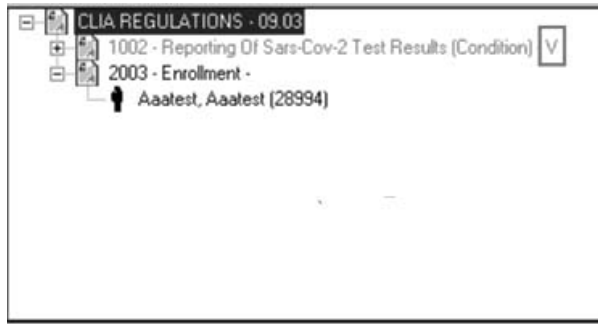 CLIA REGULATIONS - 09.03
1002 - Reporting Of Sars-Cov-2 Test Results (Condition) V
2003 - Enrollment -
Aaatest, Aaatest (28994)